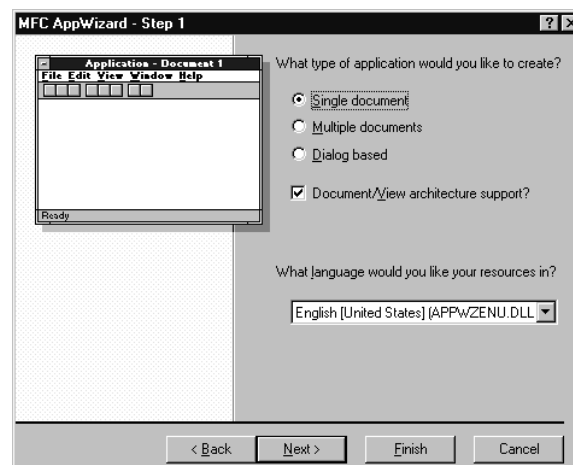 MFC AppWizard - Step 1
Application - Document 1
File Edit View Window Help
Ready
What type of application would you like to create?
Single document
Multiple documents
Dialog based
Document/View architecture support?
What language would you like your resources in?
English [United States] (APPWZENU.DLL
< Back
Next >
Finish
Cancel